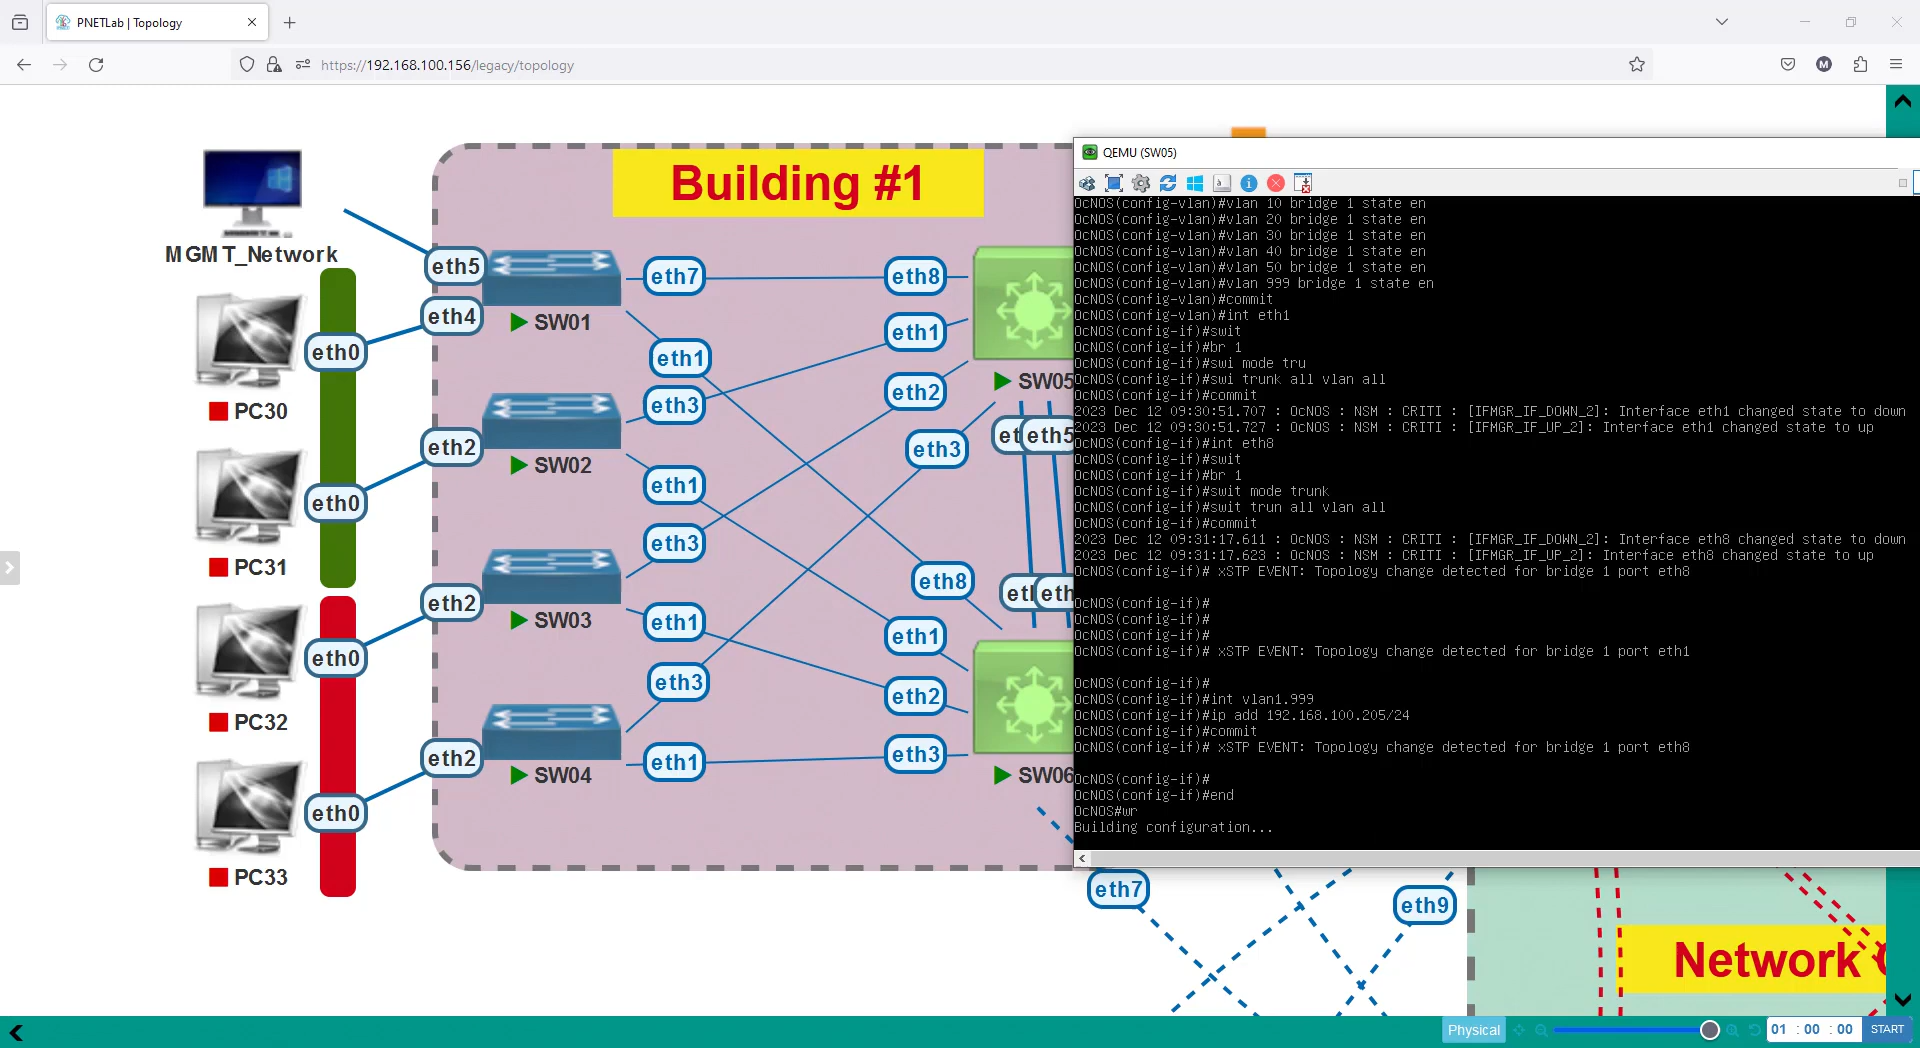 PNETLab | Topology
https://192.168.100.156/legacy/topology
M
Building #1
MGMT_Network
eth5
eth4
SW01
eth7
eth8
eth0
PC30
eth1
eth1
eth3
eth2
SW05
eth2
SW02
eth3
eth5
eth0
PC31
eth1
eth3
eth8
eth2
SW03
eth1
eth1
eth0
PC32
eth3
eth2
eth2
SW04
eth1
eth3
SW06
eth0
PC33
eth7
eth9
Network
QEMU (SW05)
OcNOS(config-vlan)#vlan 10 bridge 1 state en
OcNOS(config-vlan)#vlan 20 bridge 1 state en
OcNOS(config-vlan)#vlan 30 bridge 1 state en
OcNOS(config-vlan)#vlan 40 bridge 1 state en
OcNOS(config-vlan)#vlan 50 bridge 1 state en
OcNOS(config-vlan)#vlan 999 bridge 1 state en
OcNOS(config-vlan)#commit
OcNOS(config-vlan)#int eth1
OcNOS(config-if)#swit
OcNOS(config-if)#br 1
OcNOS(config-if)#swi mode tru
OcNOS(config-if)#swi trunk all vlan all
OcNOS(config-if)#commit
2023 Dec 12 09:30:51.707 : OcNOS : NSM : CRITI : [IFMGR_IF_DOWN_2]: Interface eth1 changed state to down
2023 Dec 12 09:30:51.727 : OcNOS : NSM : CRITI : [IFMGR_IF_UP_2]: Interface eth1 changed state to up
OcNOS(config-if)#int eth8
OcNOS(config-if)#swit
OcNOS(config-if)#br 1
OcNOS(config-if)#swit mode trunk
OcNOS(config-if)#swit trun all vlan all
OcNOS(config-if)#commit
2023 Dec 12 09:31:17.611 : OcNOS : NSM : CRITI : [IFMGR_IF_DOWN_2]: Interface eth8 changed state to down
2023 Dec 12 09:31:17.623 : OcNOS : NSM : CRITI : [IFMGR_IF_UP_2]: Interface eth8 changed state to up
OcNOS(config-if)# xSTP EVENT: Topology change detected for bridge 1 port eth8
OcNOS(config-if)#
OcNOS(config-if)#
OcNOS(config-if)#
OcNOS(config-if)# xSTP EVENT: Topology change detected for bridge 1 port eth1
OcNOS(config-if)#
OcNOS(config-if)#int vlan1.999
OcNOS(config-if)#ip add 192.168.100.205/24
OcNOS(config-if)#commit
OcNOS(config-if)# xSTP EVENT: Topology change detected for bridge 1 port eth8
OcNOS(config-if)#
OcNOS(config-if)#end
OcNOS#wr
Building configuration...
Physical
01 : 00 : 00
START